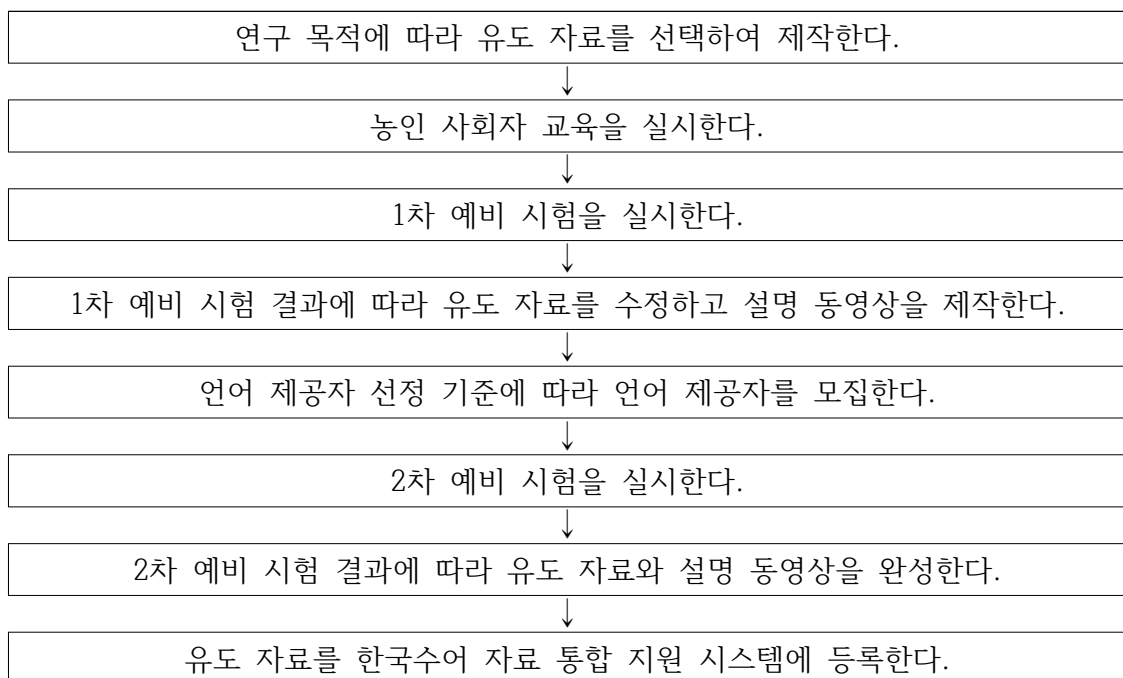 연구 목적에 따라 유도 자료를 선택하여 제작한다.
↓
농인 사회자 교육을 실시한다.
↓
1차 예비 시험을 실시한다.
↓
1차 예비 시험 결과에 따라 유도 자료를 수정하고 설명 동영상을 제작한다.
↓
언어 제공자 선정 기준에 따라 언어 제공자를 모집한다.
↓
2차 예비 시험을 실시한다.
↓
2차 예비 시험 결과에 따라 유도 자료와 설명 동영상을 완성한다.
↓
유도 자료를 한국수어 자료 통합 지원 시스템에 등록한다.